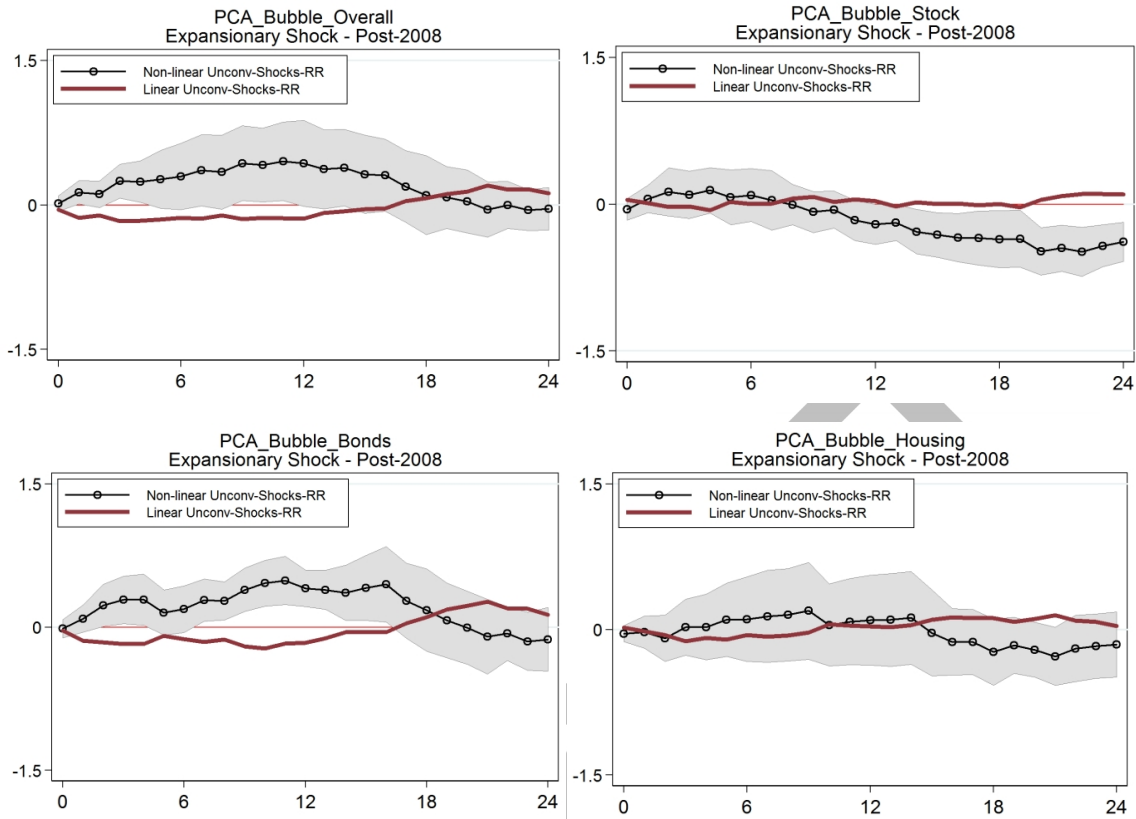 PCA_Bubble_Overall
Expansionary Shock - Post-2008
1.5
Non-linear Unconv-Shocks-RR
Linear Unconv-Shocks-RR
0
-1.5
0 6 12 18 24
PCA_Bubble_Stock
Expansionary Shock - Post-2008
1.5
Non-linear Unconv-Shocks-RR
Linear Unconv-Shocks-RR
0
-1.5
0 6 12 18 24
PCA_Bubble_Bonds
Expansionary Shock - Post-2008
1.5
Non-linear Unconv-Shocks-RR
Linear Unconv-Shocks-RR
0
-1.5
0 6 12 18 24
PCA_Bubble_Housing
Expansionary Shock - Post-2008
1.5
Non-linear Unconv-Shocks-RR
Linear Unconv-Shocks-RR
0
-1.5
0 6 12 18 24